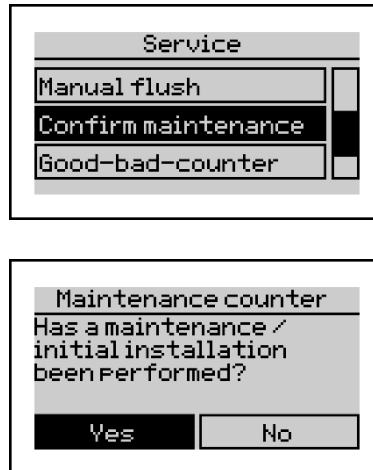 Service
Manual flush
Confirm maintenance
Good-bad-counter
Maintenance counter
Has a maintenance /
initial installation
been performed?
Yes No